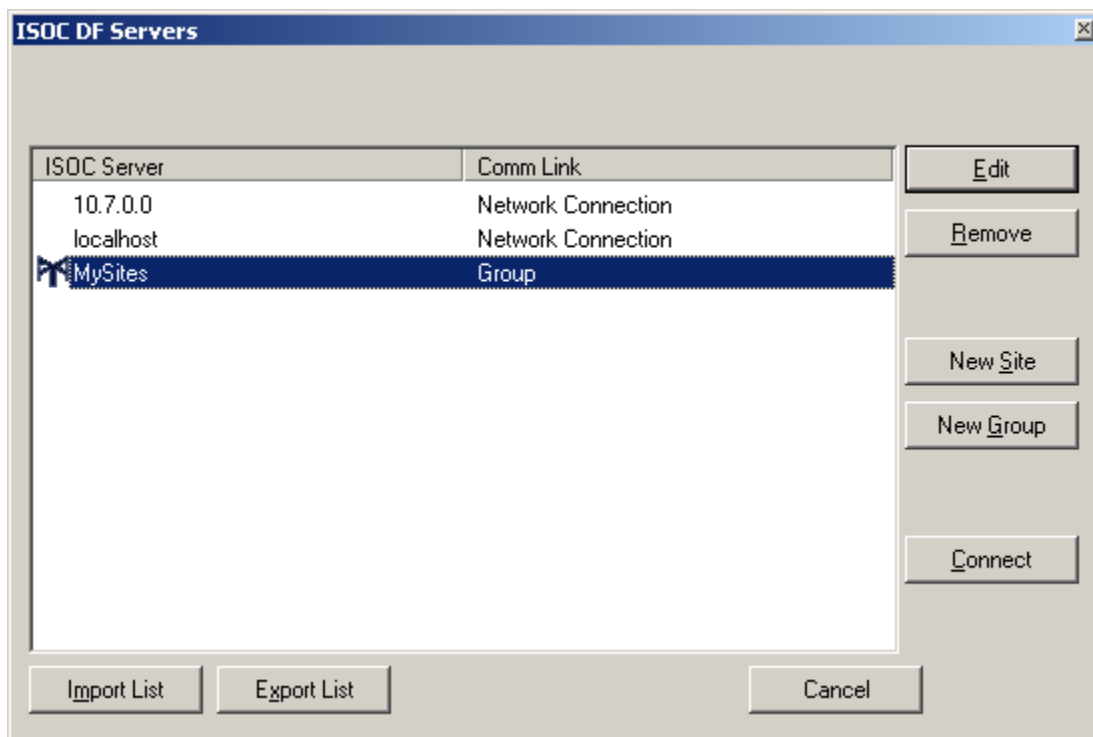 ISOC DF Servers
ISOC Server Comm Link
10.7.0.0 Network Connection
localhost Network Connection
MySites Group
Edit
Remove
New Site
New Group
Connect
Import List Export List Cancel